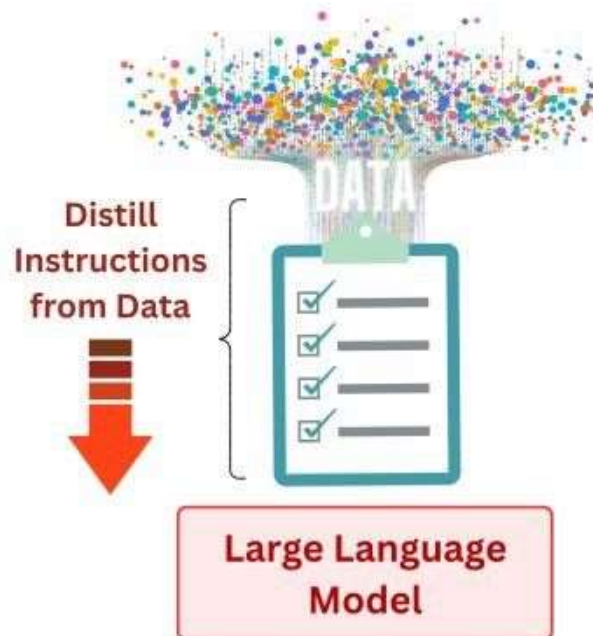 DATA
Distill
Instructions
from Data
Large Language
Model